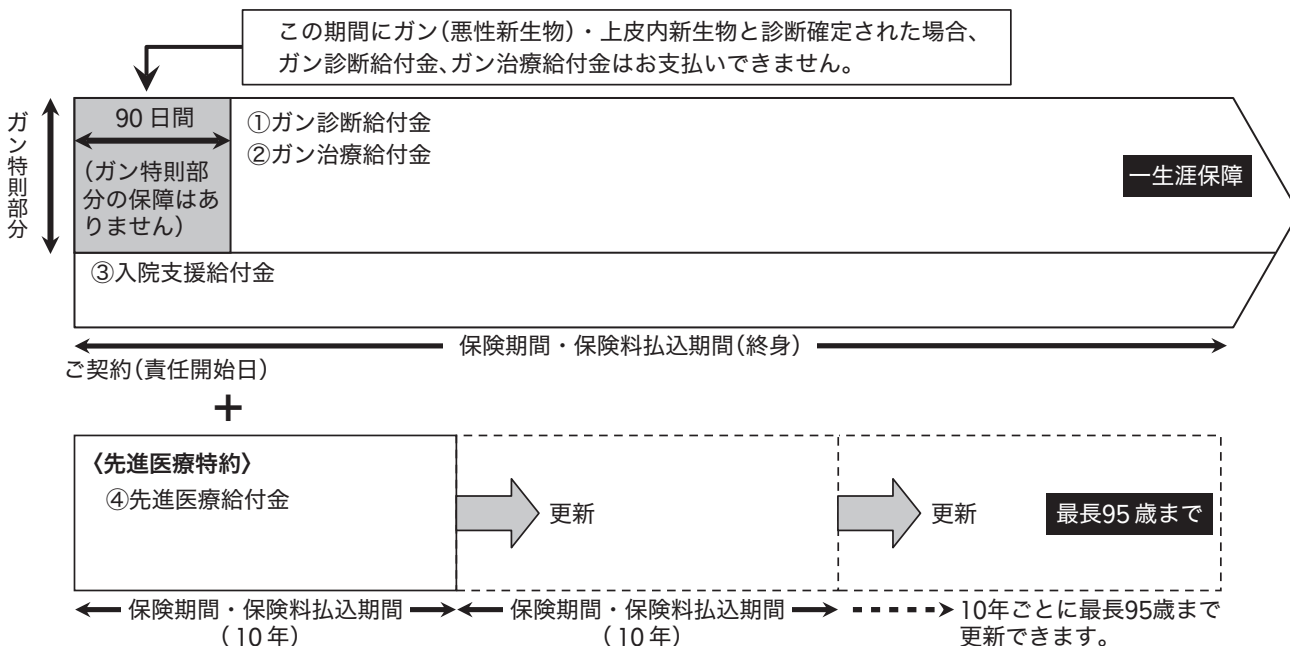 この期間にガン(悪性新生物)・上皮内新生物と診断確定された場合、
ガン診断給付金、ガン治療給付金はお支払いできません。
ガン特則部分
90日間
(ガン特則部
分の保障はあ
りません)
①ガン診断給付金
②ガン治療給付金
一生涯保障
③入院支援給付金
保険期間・保険料払込期間(終身)
ご契約(責任開始日)
+
〈先進医療特約〉
④先進医療給付金
更新
更新
最長95歳まで
保険期間・保険料払込期間
(10年)
保険期間・保険料払込期間
(10年)
10年ごとに最長95歳まで
更新できます。